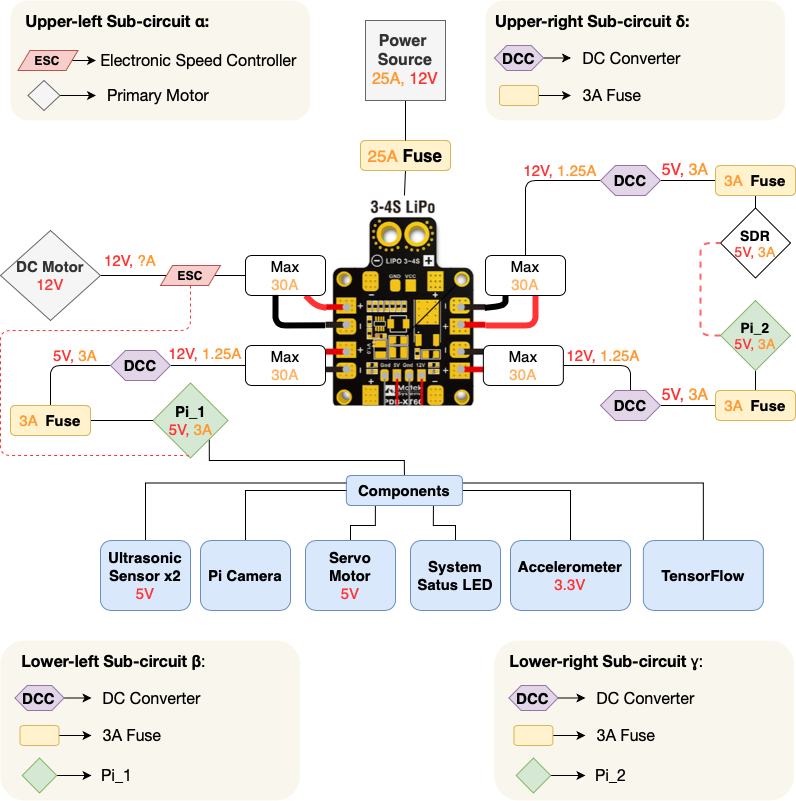 Upper-left Sub-circuit α:
ESC
Electronic Speed Controller
Primary Motor
Power
Source
25A, 12V
Upper-right Sub-circuit δ:
DCC
DC Converter
3A Fuse
25A Fuse
3-4S LiPo
LIPO 3~4S
GND VCC
DC Motor
12V
12V, ?A
ESC
Max
30A
Max
30A
12V, 1.25A
DCC
5V, 3A
3A Fuse
SDR
5V, 3A
Pi_2
5V, 3A
5V, 3A
DCC
12V, 1.25A
Max
30A
Max
30A
12V, 1.25A
DCC
5V, 3A
3A Fuse
3A Fuse
Pi_1
5V, 3A
Gnd 5V Gnd 12V
Matek
Systems
PDB-XT60
Components
Ultrasonic
Sensor x2
5V
Pi Camera
Servo
Motor
5V
System
Satus LED
Accelerometer
3.3V
TensorFlow
Lower-left Sub-circuit β:
DCC
DC Converter
3A Fuse
Pi_1
Lower-right Sub-circuit ɣ:
DCC
DC Converter
3A Fuse
Pi_2